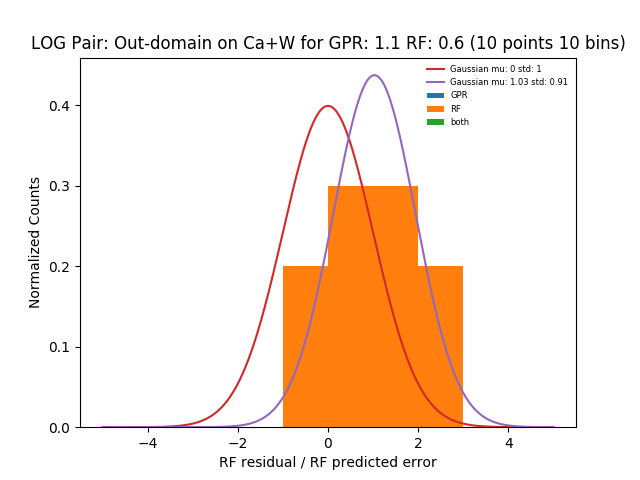 LOG Pair: Out-domain on Ca+W for GPR: 1.1 RF: 0.6 (10 points 10 bins)
Gaussian mu: 0 std: 1
Gaussian mu: 1.03 std: 0.91
GPR
RF
both
Normalized Counts
0.4
0.3
0.2
0.1
0.0
−4
−2
0
2
4
RF residual / RF predicted error